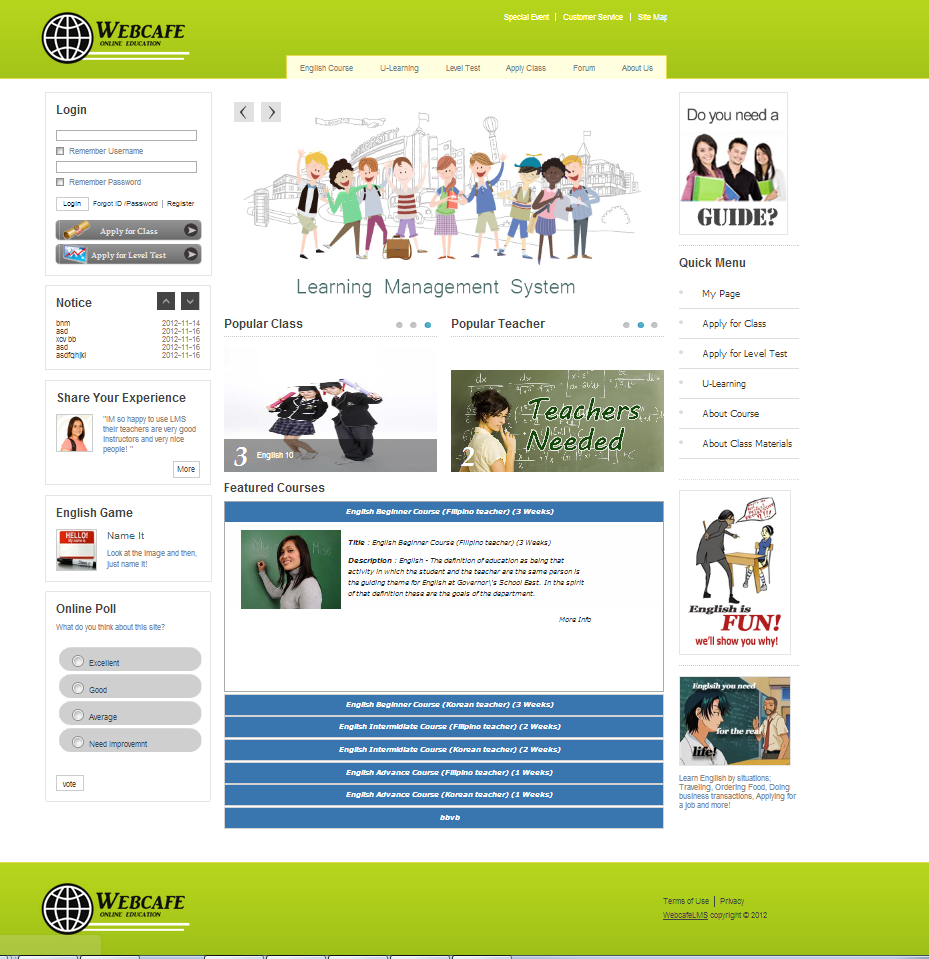 WEBCAFE
ONLINE EDUCATION
Special Event | Customer Service | Site Map
English Course U-Learning Level Test Apply Class Forum About Us
Login
Remember Username
Remember Password
Login Forgot ID /Password | Register
Apply for Class
Apply for Level Test
Notice
bnm 2012-11-14
asd 2012-11-16
xcv bb 2012-11-16
asd 2012-11-16
asdfghjkl 2012-11-16
Share Your Experience
"IM so happy to use LMS
their teachers are very good
instructors and very nice
people! "
More
English Game
HELLO!
Name It
Look at the image and then,
just name it!
Online Poll
What do you think about this site?
Excellent
Good
Average
Need Improvemnt
vote
UNIVERSITY
Learning Management System
Popular Class
3 English 10
Popular Teacher
Teachers
Needed
2
Featured Courses
English Beginner Course (Filipino teacher) (3 Weeks)
Title : English Beginner Course (Filipino teacher) (3 Weeks)
Description : English - The definition of education as being that
activity in which the student and the teacher are the same person is
the guiding theme for English at Governor\'s School East. In the spirit
of that definition these are the goals of the department.
More Info
English Beginner Course (Korean teacher) (3 Weeks)
English Intermidiate Course (Filipino teacher) (2 Weeks)
English Intermidiate Course (Korean teacher) (2 Weeks)
English Advance Course (Filipino teacher) (1 Weeks)
English Advance Course (Korean teacher) (1 Weeks)
bbvb
Do you need a
GUIDE?
Quick Menu
My Page
Apply for Class
Apply for Level Test
U-Learning
About Course
About Class Materials
English is
FUN!
we'll show you why!
English you need
for the real
life!
Learn English by situations;
Traveling, Ordering Food, Doing
business transactions, Applying for
a job and more!
WEBCAFE
ONLINE EDUCATION
Terms of Use | Privacy
WebcafeLMS copyright © 2012